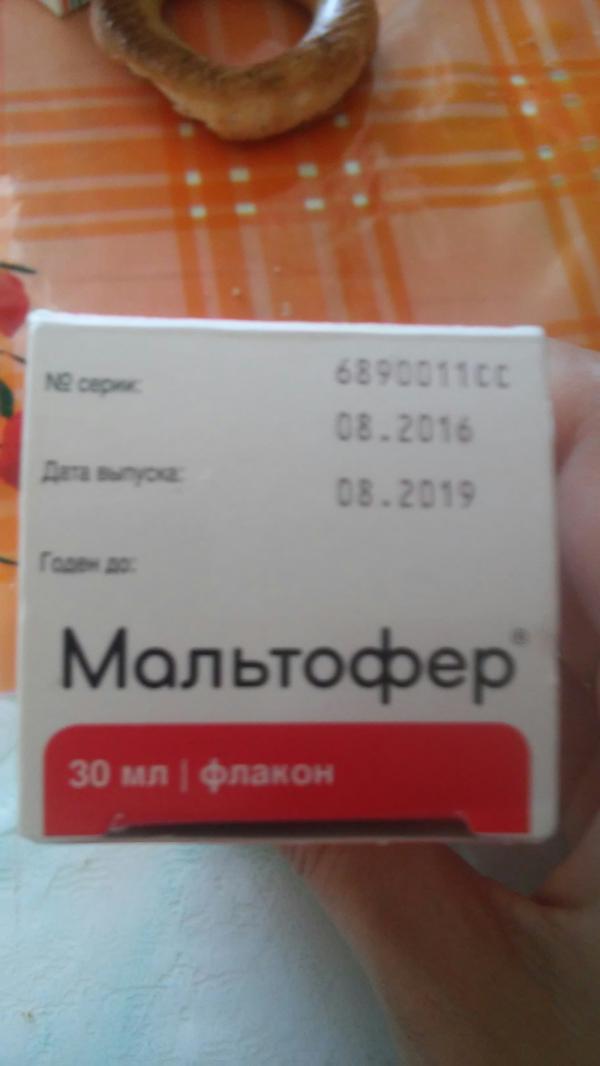 № серии: 6890011CC
Дата выпуска: 08.2016
Годен до: 08.2019
Мальтофер®
30 мл | флакон